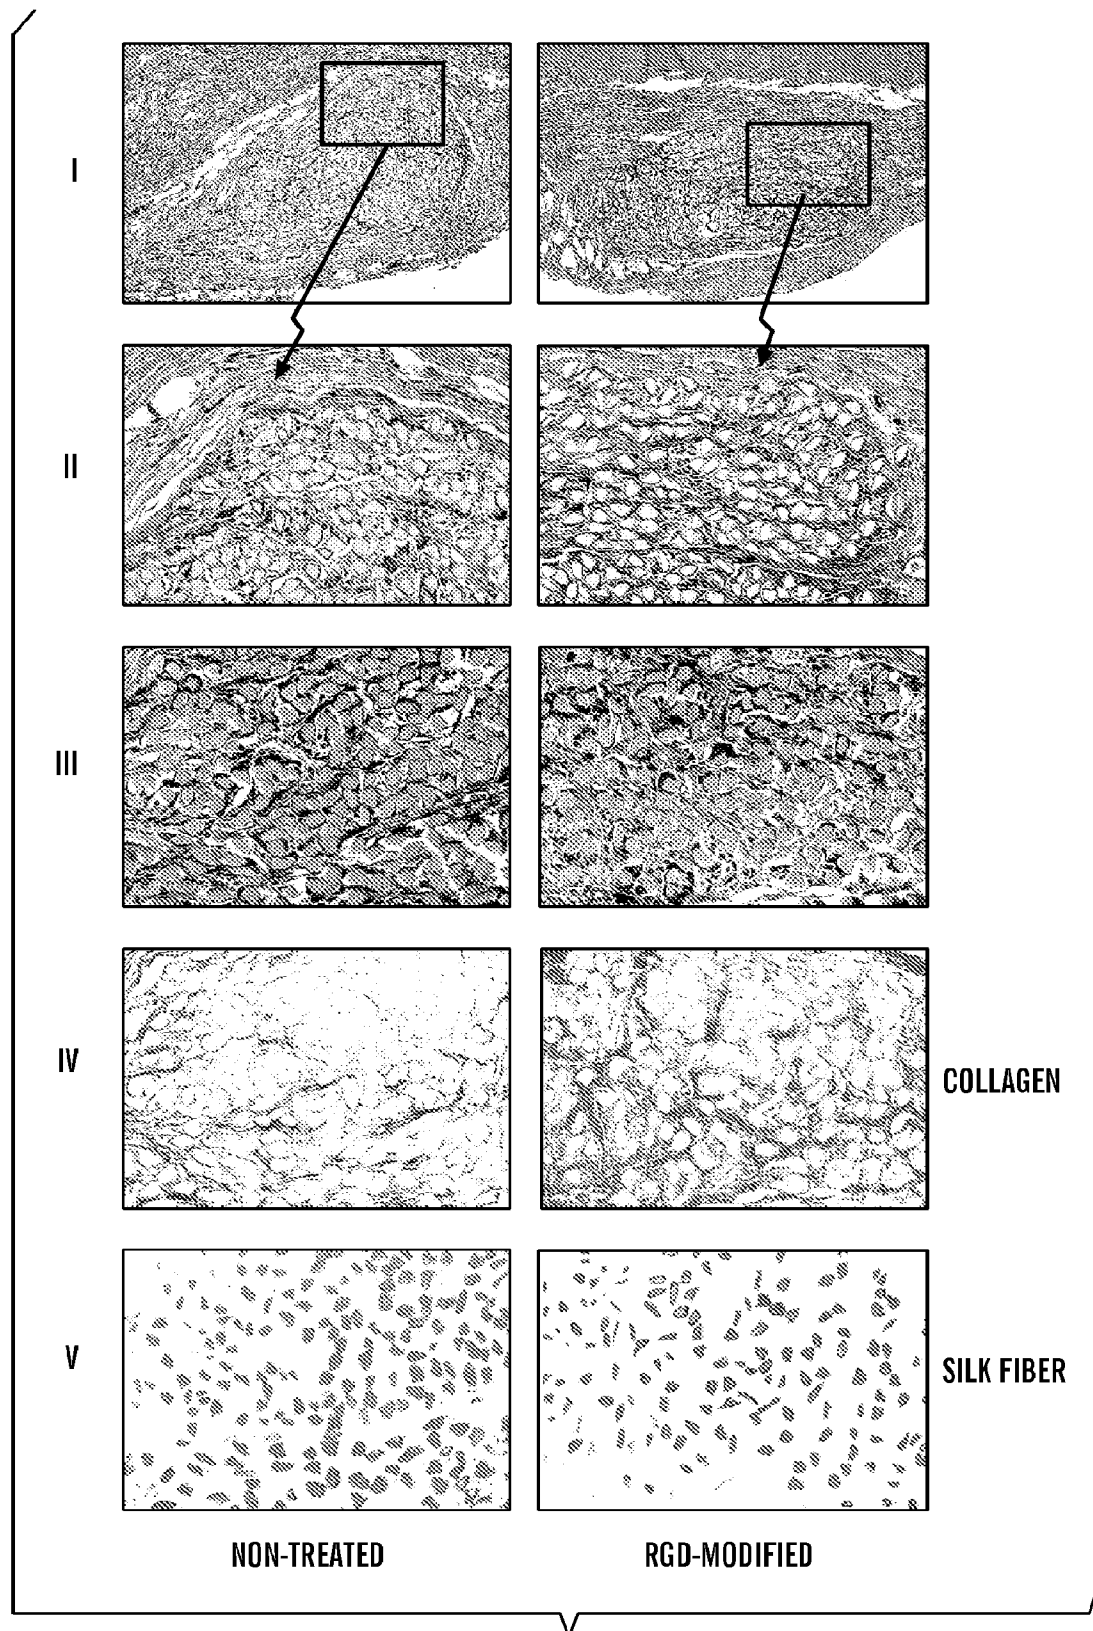 I
II
III
IV
COLLAGEN
V
SILK FIBER
NON-TREATED
RGD-MODIFIED